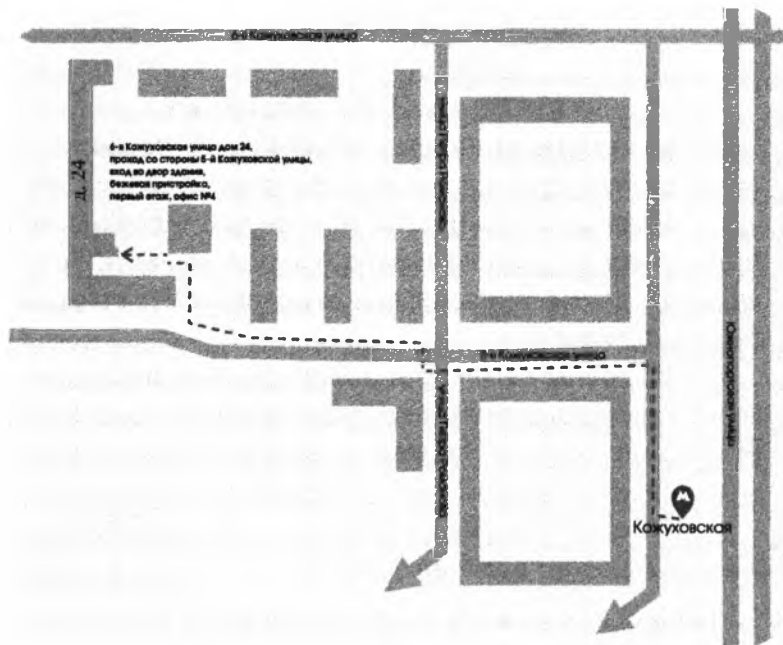 6-я Кожуховская улица
6-я Кожуховская улица дом 24,
проход со стороны 5-й Кожуховской улицы,
вход во двор здания,
бежевая пристройка,
первый этаж, офис №4
д. 24
5-я Кожуховская улица
Кожуховская